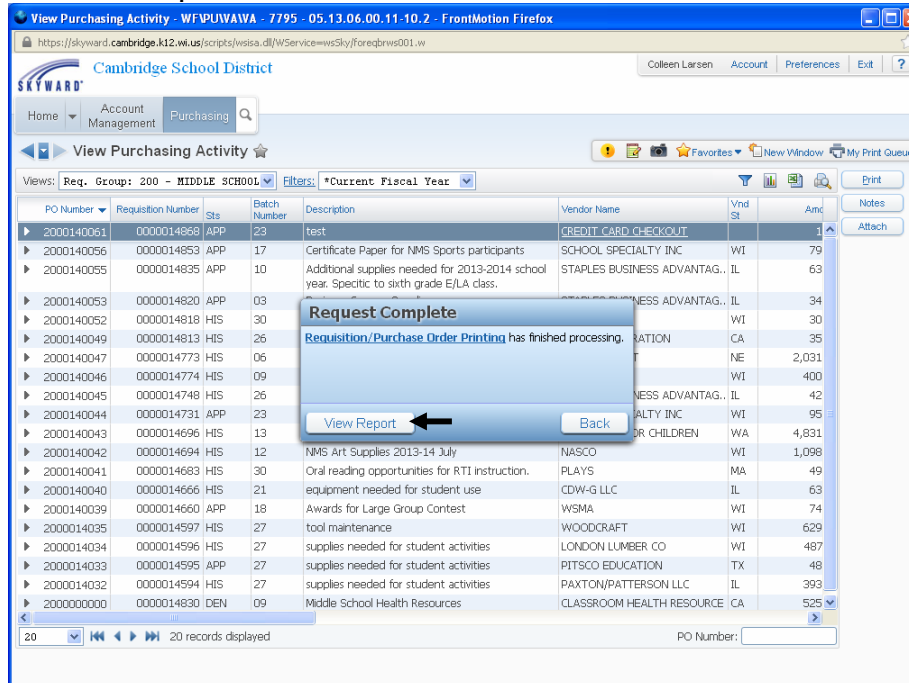 View Purchasing Activity - WF\PU\VA\VA - 7795 - 05.13.06.00.11-10.2 - FrontMotion Firefox
https://skyward.cambridge.k12.wi.us/scripts/wsisa.dll/WService=wsSky/foreqbrws001.w
SKYWARD
Cambridge School District
Colleen Larsen Account Preferences Exit ?
Home Account Management Purchasing
View Purchasing Activity
Favorites New Window My Print Queue
Views: Req. Group: 200 - MIDDLE SCHOOL Filters: *Current Fiscal Year
Print
Notes
Attach
PO Number Requisition Number Sts Batch Number Description Vendor Name Vnd St Amo
2000140061 0000014868 APP 23 test CREDIT CARD CHECKOUT 1
2000140056 0000014853 APP 17 Certificate Paper for NMS Sports participants SCHOOL SPECIALTY INC WI 79
2000140055 0000014835 APP 10 Additional supplies needed for 2013-2014 school STAPLES BUSINESS ADVANTAG.. IL 63
year. Specitic to sixth grade E/LA class.
2000140053 0000014820 APP 03 STAPLES BUSINESS ADVANTAG.. IL 34
2000140052 0000014818 HIS 30 WI 30
2000140049 0000014813 HIS 26 RATION CA 35
2000140047 0000014773 HIS 06 NE 2,031
2000140046 0000014774 HIS 09 WI 400
2000140045 0000014748 HIS 26 NESS ADVANTAG.. IL 42
2000140044 0000014731 APP 23 ALTY INC WI 95
2000140043 0000014696 HIS 13 OR CHILDREN WA 4,831
Request Complete
Requisition/Purchase Order Printing has finished processing.
View Report Back
2000140042 0000014694 HIS 12 NMS Art Supplies 2013-14 July NASCO WI 1,098
2000140041 0000014683 HIS 30 Oral reading opportunities for RTI instruction. PLAYS MA 49
2000140040 0000014666 HIS 21 equipment needed for student use CDW-G LLC IL 63
2000140039 0000014660 APP 18 Awards for Large Group Contest WSMA WI 74
2000014035 0000014597 HIS 27 tool maintenance WOODCRAFT WI 629
2000014034 0000014596 HIS 27 supplies needed for student activities LONDON LUMBER CO WI 487
2000014033 0000014595 APP 27 supplies needed for student activities PITSCO EDUCATION TX 48
2000014032 0000014594 HIS 27 supplies needed for student activities PAXTON/PATTERSON LLC IL 393
2000000000 0000014830 DEN 09 Middle School Health Resources CLASSROOM HEALTH RESOURCE CA 525
20 20 records displayed PO Number: